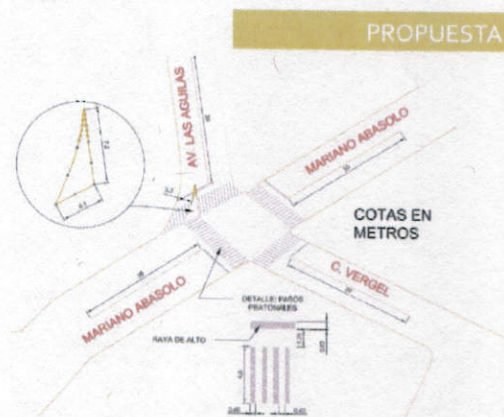 PROPUESTA
AV. LAS AGUILAS
MARIANO ABASOLO
COTAS EN
METROS
C. VERGEL
MARIANO ABASOLO
DETALLE: PASOS
PEATONALES
RAYA DE ALTO